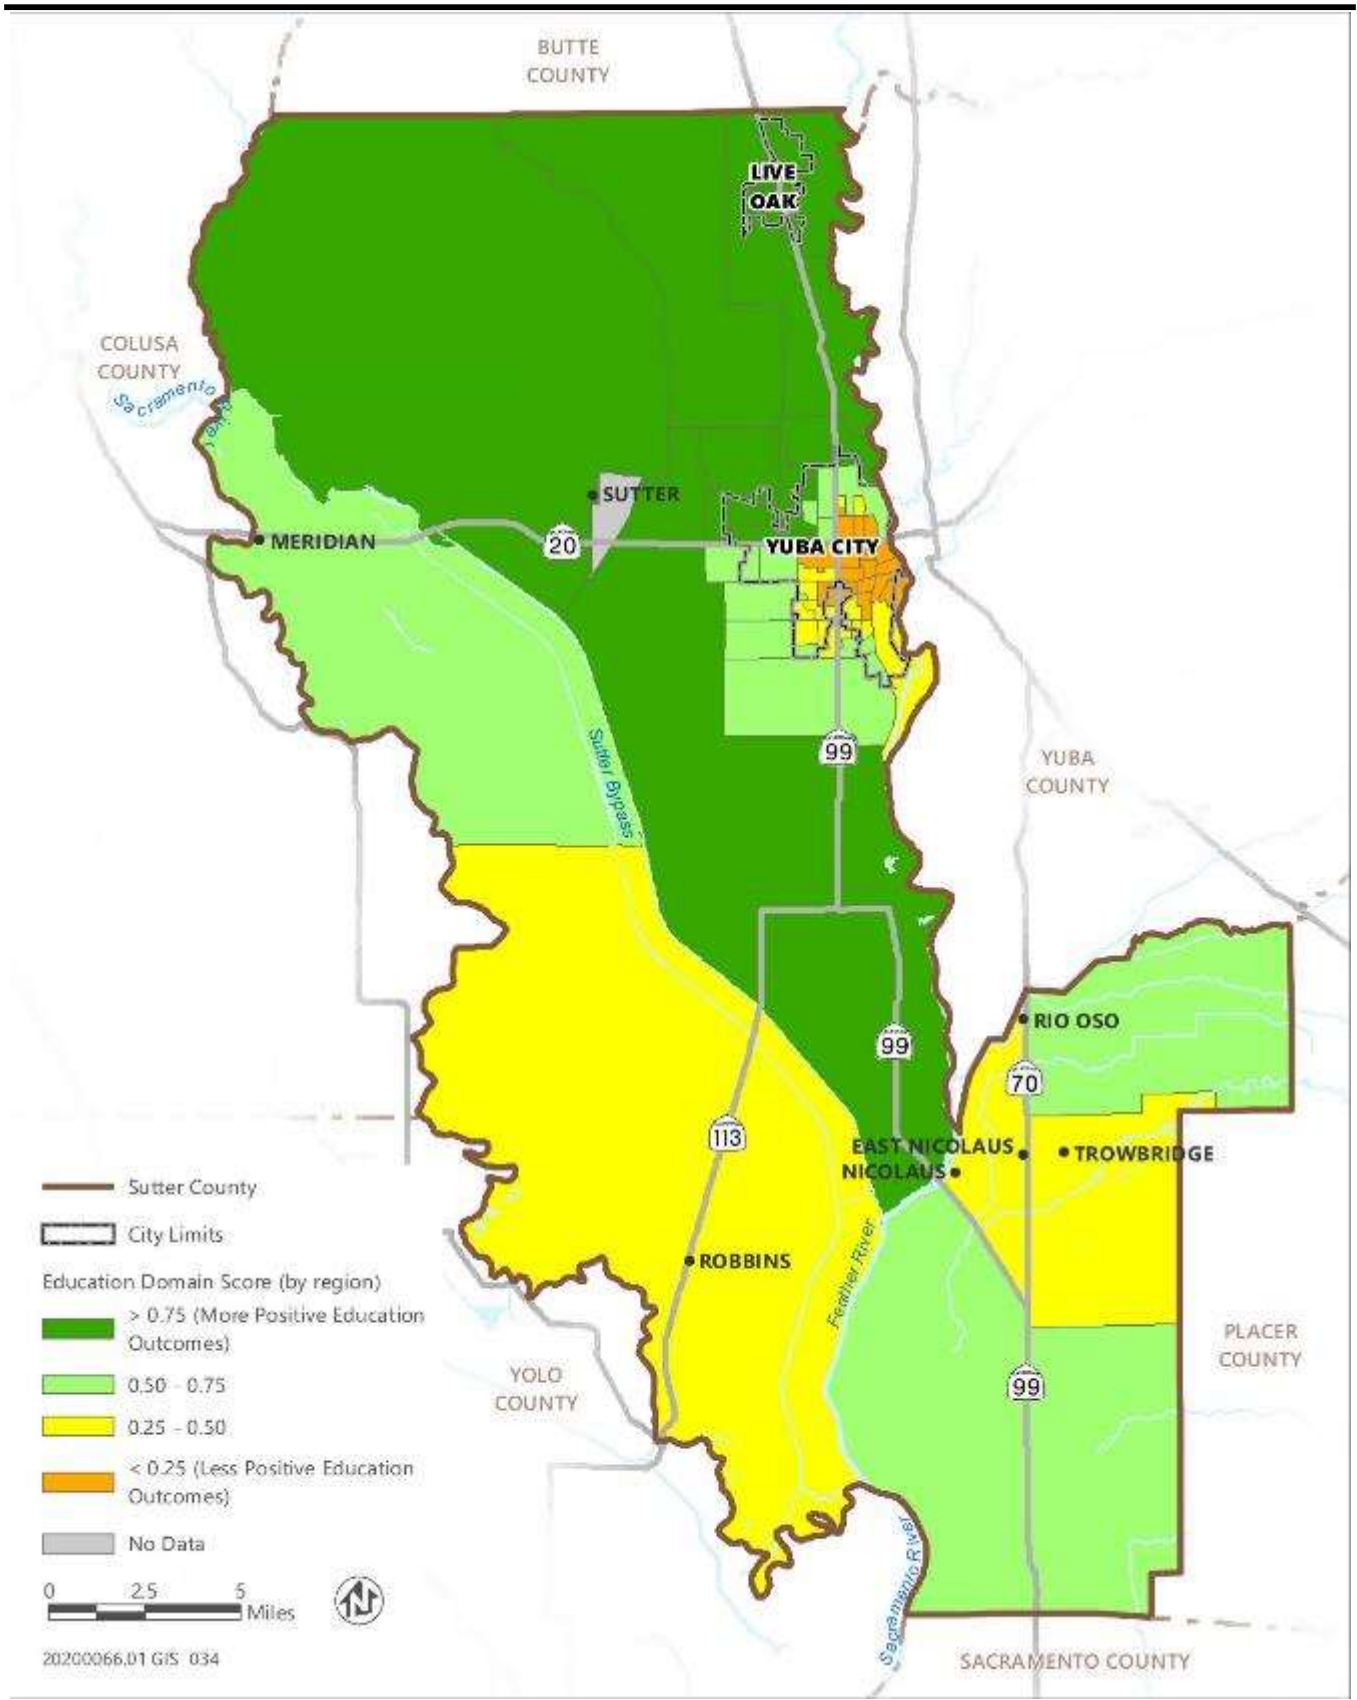 BUTTE
COUNTY
LIVE
OAK
COLUSA
COUNTY
Sacramento River
SUTTER
MERIDIAN
20
YUBA CITY
Sutter Bypass
99
YUBA
COUNTY
RIO OSO
99
70
113
EAST NICOLAUS
TROWBRIDGE
NICOLAUS
Feather River
ROBBINS
PLACER
COUNTY
YOLO
COUNTY
99
Sacramento River
SACRAMENTO COUNTY
Sutter County
City Limits
Education Domain Score (by region)
> 0.75 (More Positive Education
Outcomes)
0.50 - 0.75
0.25 - 0.50
< 0.25 (Less Positive Education
Outcomes)
No Data
0 2.5 5
Miles
N
20200066.01 GIS 034